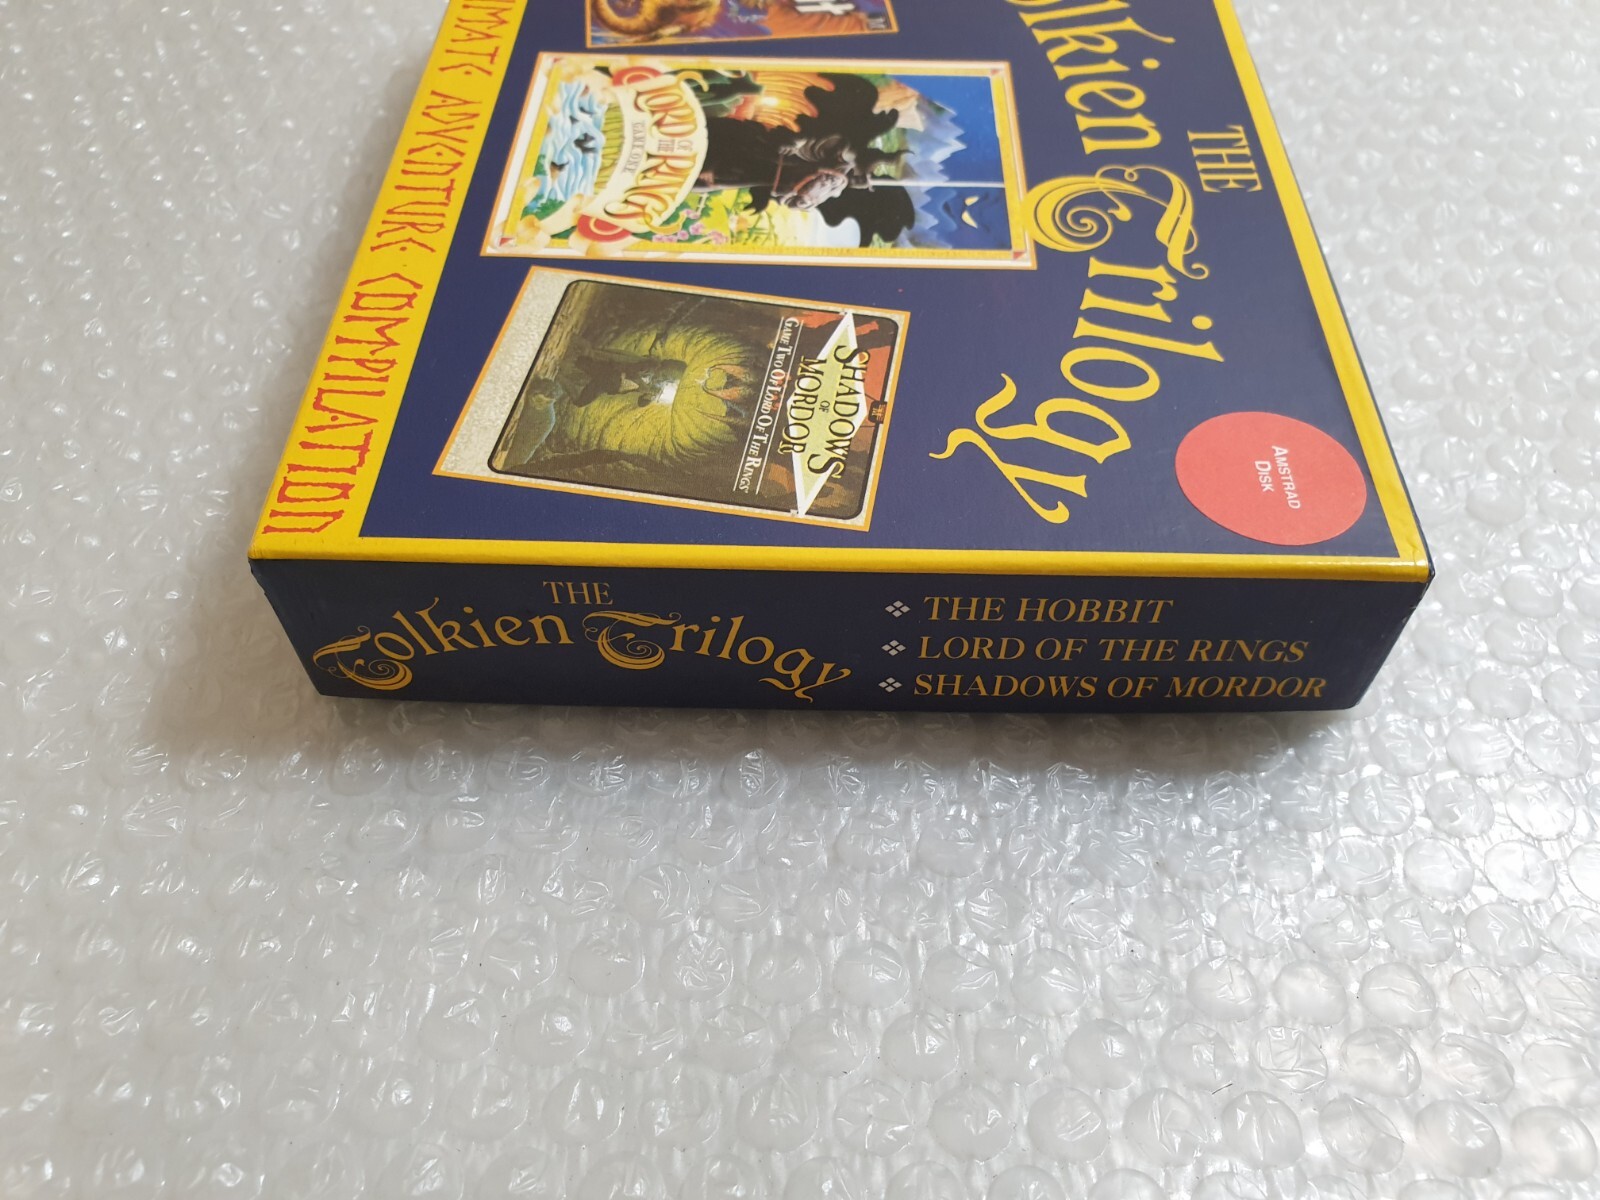 THE
Tolkien Trilogy
AMSTRAD
DISK
LORD
OF
THE
RINGS
GAME ONE
THE
SHADOWS
OF
MORDOR
GAME TWO OF LORD OF THE RINGS
ADVENTURE COMPILATION
THE
Tolkien Trilogy
❖ THE HOBBIT
❖ LORD OF THE RINGS
❖ SHADOWS OF MORDOR